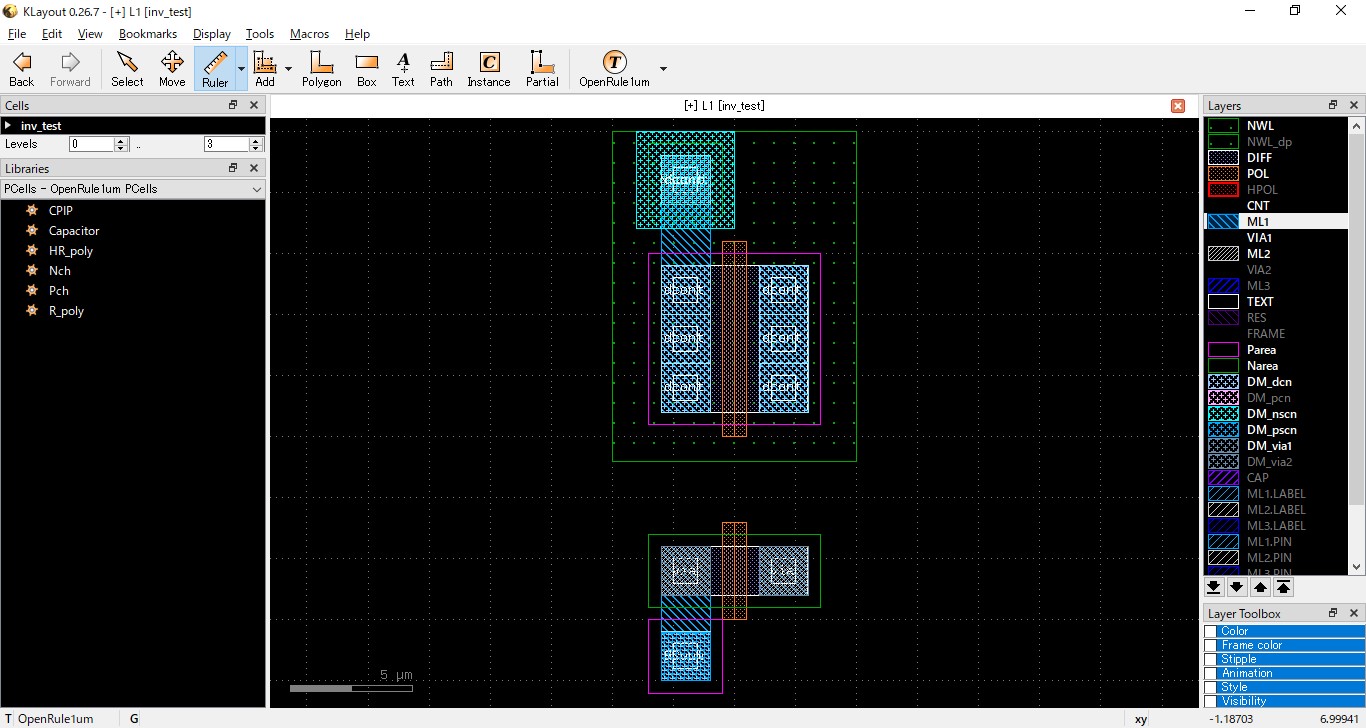 KLayout 0.26.7 - [+] L1 [inv_test]
File Edit View Bookmarks Display Tools Macros Help
Back Forward Select Move Ruler Add Polygon Box Text Path Instance Partial OpenRule1um
Cells
[+] L1 [inv_test]
Layers
inv_test
Levels 0 .. 3
Libraries
PCells - OpenRule1um PCells
CPIP
Capacitor
HR_poly
Nch
Pch
R_poly
dcont dcont
dcont dcont
dcont dcont
5 µm
NWL
NWL_dp
DIFF
POL
HPOL
CNT
ML1
VIA1
ML2
VIA2
ML3
TEXT
RES
FRAME
Parea
Narea
DM_dcn
DM_pcn
DM_nscn
DM_pscn
DM_via1
DM_via2
CAP
ML1.LABEL
ML2.LABEL
ML3.LABEL
ML1.PIN
ML2.PIN
ML3.PIN
Layer Toolbox
Color
Frame color
Stipple
Animation
Style
Visibility
T OpenRule1um G xy -1.18703 6.99941